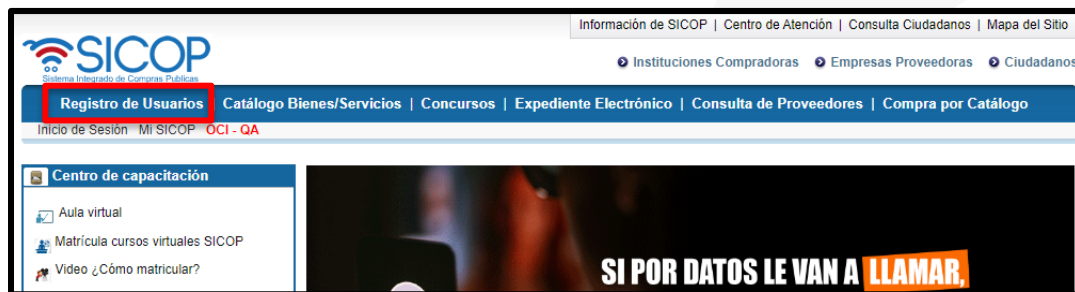 Información de SICOP | Centro de Atención | Consulta Ciudadanos | Mapa del Sitio
SICOP
Sistema Integrado de Compras Publicas
Instituciones Compradoras Empresas Proveedoras Ciudadanos
Registro de Usuarios | Catálogo Bienes/Servicios | Concursos | Expediente Electrónico | Consulta de Proveedores | Compra por Catálogo
Inicio de Sesión Mi SICOP OCI - QA
Centro de capacitación
Aula virtual
Matrícula cursos virtuales SICOP
Video ¿Cómo matricular?
SI POR DATOS LE VAN A LLAMAR,